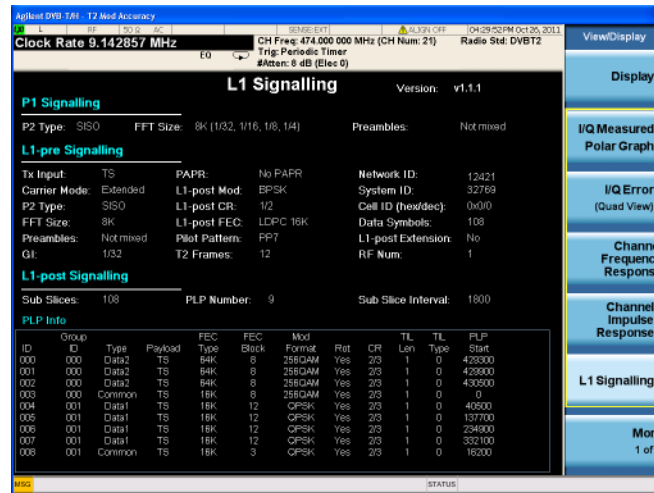 Agilent DVB-T/H - T2 Mod Accuracy
L RF 50 Ω AC SENSE:EXT ALIGN OFF 04:29:52 PM Oct 26, 2011
Clock Rate 9.142857 MHz
CH Freq: 474.000 000 MHz (CH Num: 21)
Radio Std: DVBT2
EQ
Trig: Periodic Timer
#Atten: 8 dB (Elec 0)
L1 Signalling
Version: v1.1.1
P1 Signalling
P2 Type: SISO FFT Size: 8K (1/32, 1/16, 1/8, 1/4) Preambles: Not mixed
L1-pre Signalling
Tx Input: TS PAPR: No PAPR Network ID: 12421
Carrier Mode: Extended L1-post Mod: BPSK System ID: 32769
P2 Type: SISO L1-post CR: 1/2 Cell ID (hex/dec): 0x0/0
FFT Size: 8K L1-post FEC: LDPC 16K Data Symbols: 108
Preambles: Not mixed Pilot Pattern: PP7 L1-post Extension: No
GI: 1/32 T2 Frames: 12 RF Num: 1
L1-post Signalling
Sub Slices: 108 PLP Number: 9 Sub Slice Interval: 1800
PLP Info
Group FEC FEC Mod TIL TIL PLP
ID ID Type Payload Type Block Format Rot CR Len Type Start
000 000 Data2 TS 64K 8 256QAM Yes 2/3 1 0 429300
001 000 Data2 TS 64K 8 256QAM Yes 2/3 1 0 429900
002 000 Data2 TS 64K 8 256QAM Yes 2/3 1 0 430500
003 000 Common TS 16K 8 256QAM Yes 2/3 1 0 0
004 001 Data1 TS 16K 12 QPSK Yes 2/3 1 0 40500
005 001 Data1 TS 16K 12 QPSK Yes 2/3 1 0 137700
006 001 Data1 TS 16K 12 QPSK Yes 2/3 1 0 234900
007 001 Data1 TS 16K 12 QPSK Yes 2/3 1 0 332100
008 001 Common TS 16K 3 QPSK Yes 2/3 1 0 16200
MSG STATUS
View/Display
Display
I/Q Measured
Polar Graph
I/Q Error
(Quad View)
Chann
Frequenc
Respons
Channel
Impulse
Response
L1 Signalling
Mor
1 of